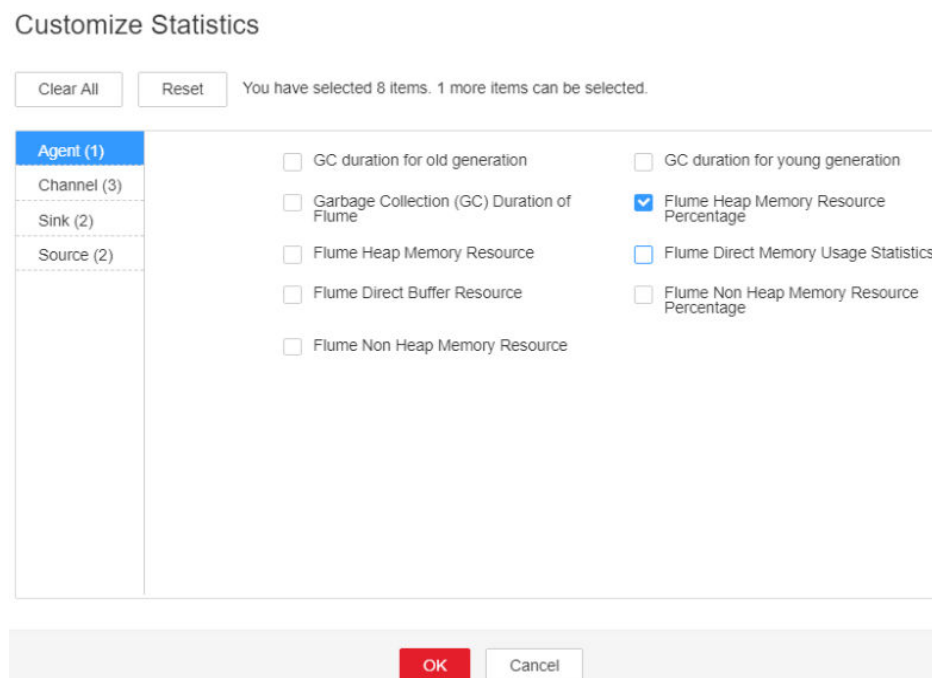 Customize Statistics
Clear All
Reset
You have selected 8 items. 1 more items can be selected.
Agent (1)
Channel (3)
Sink (2)
Source (2)
GC duration for old generation
GC duration for young generation
Garbage Collection (GC) Duration of
Flume
Flume Heap Memory Resource
Percentage
Flume Heap Memory Resource
Flume Direct Memory Usage Statistics
Flume Direct Buffer Resource
Flume Non Heap Memory Resource
Percentage
Flume Non Heap Memory Resource
OK
Cancel